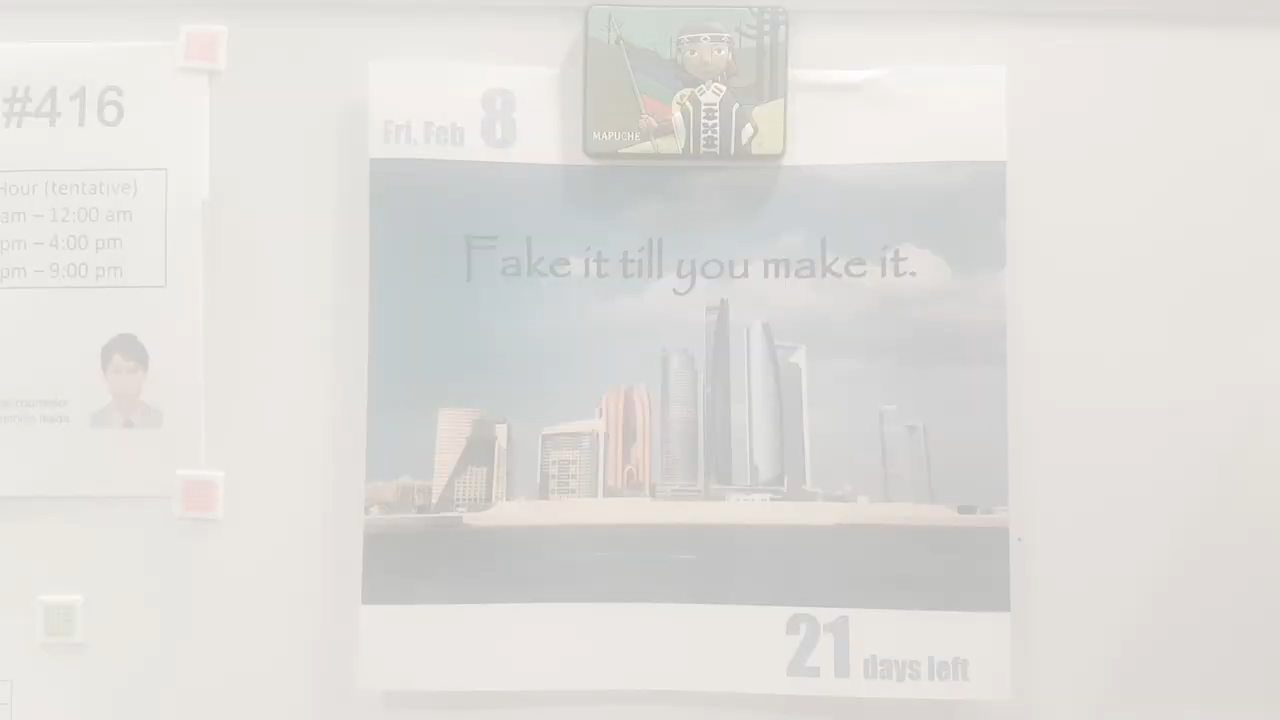 #416
Hour (tentative)
am – 12:00 am
pm – 4:00 pm
pm – 9:00 pm
Fri, Feb 8
MAPUCHE
Fake it till you make it.
21 days left